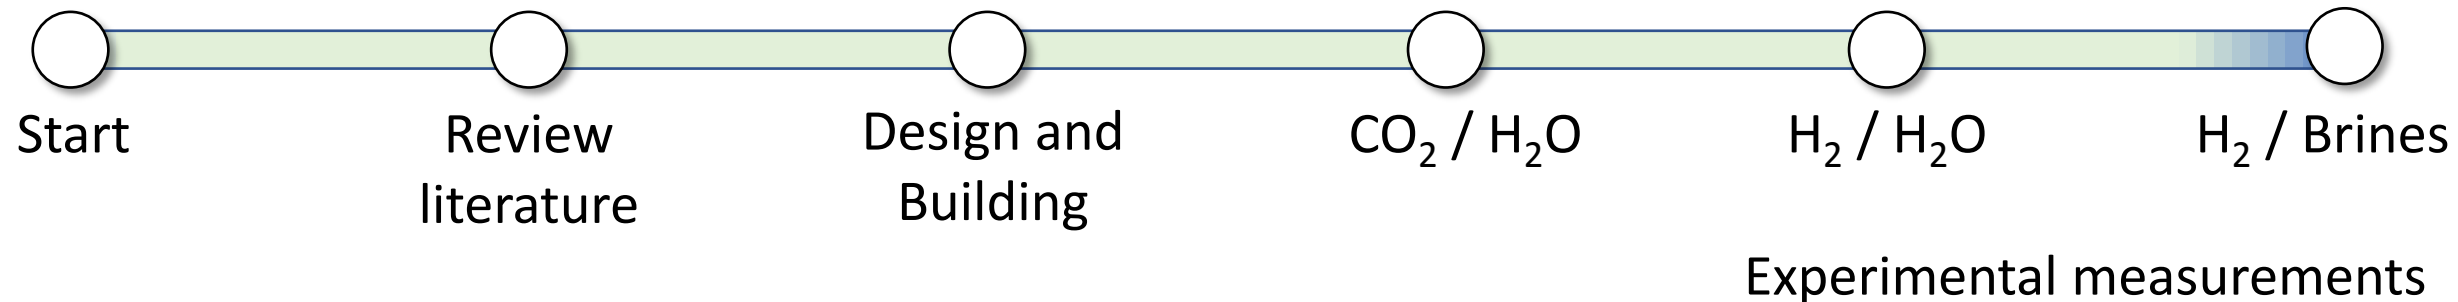 Start
Review
literature
Design and
Building
CO₂ / H₂O
H₂ / H₂O
H₂ / Brines
Experimental measurements